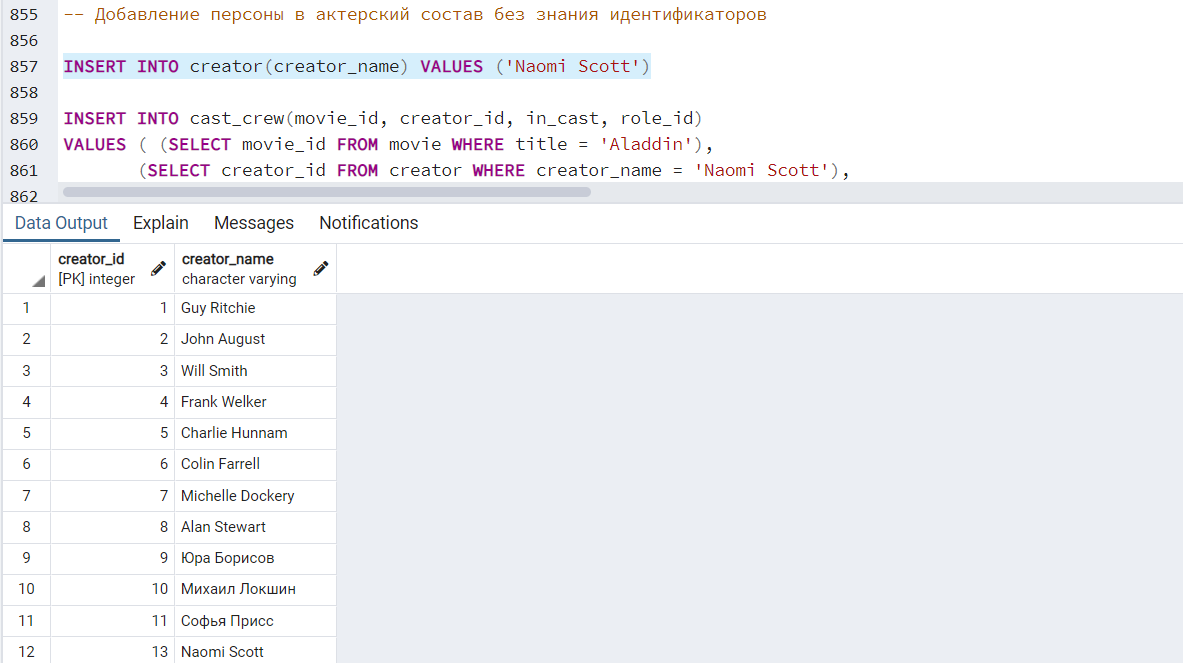 855 -- Добавление персоны в актерский состав без знания идентификаторов
856
857 INSERT INTO creator(creator_name) VALUES ('Naomi Scott')
858
859 INSERT INTO cast_crew(movie_id, creator_id, in_cast, role_id)
860 VALUES ( (SELECT movie_id FROM movie WHERE title = 'Aladdin'),
861 (SELECT creator_id FROM creator WHERE creator_name = 'Naomi Scott'),
862
Data Output Explain Messages Notifications
creator_id creator_name
[PK] integer character varying
1 1 Guy Ritchie
2 2 John August
3 3 Will Smith
4 4 Frank Welker
5 5 Charlie Hunnam
6 6 Colin Farrell
7 7 Michelle Dockery
8 8 Alan Stewart
9 9 Юра Борисов
10 10 Михаил Локшин
11 11 Софья Присс
12 13 Naomi Scott